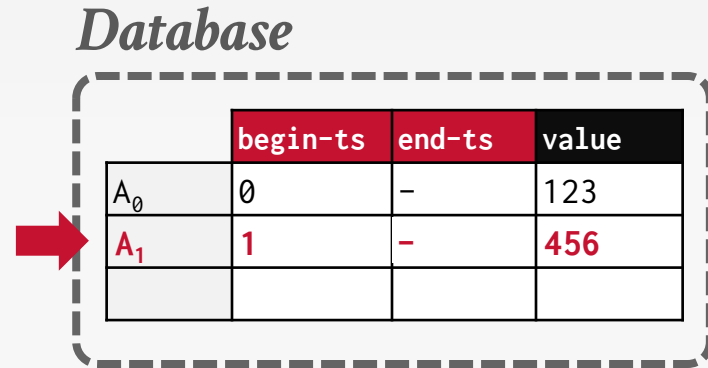 Database
begin-ts end-ts value
A₀ 0 - 123
A₁ 1 - 456